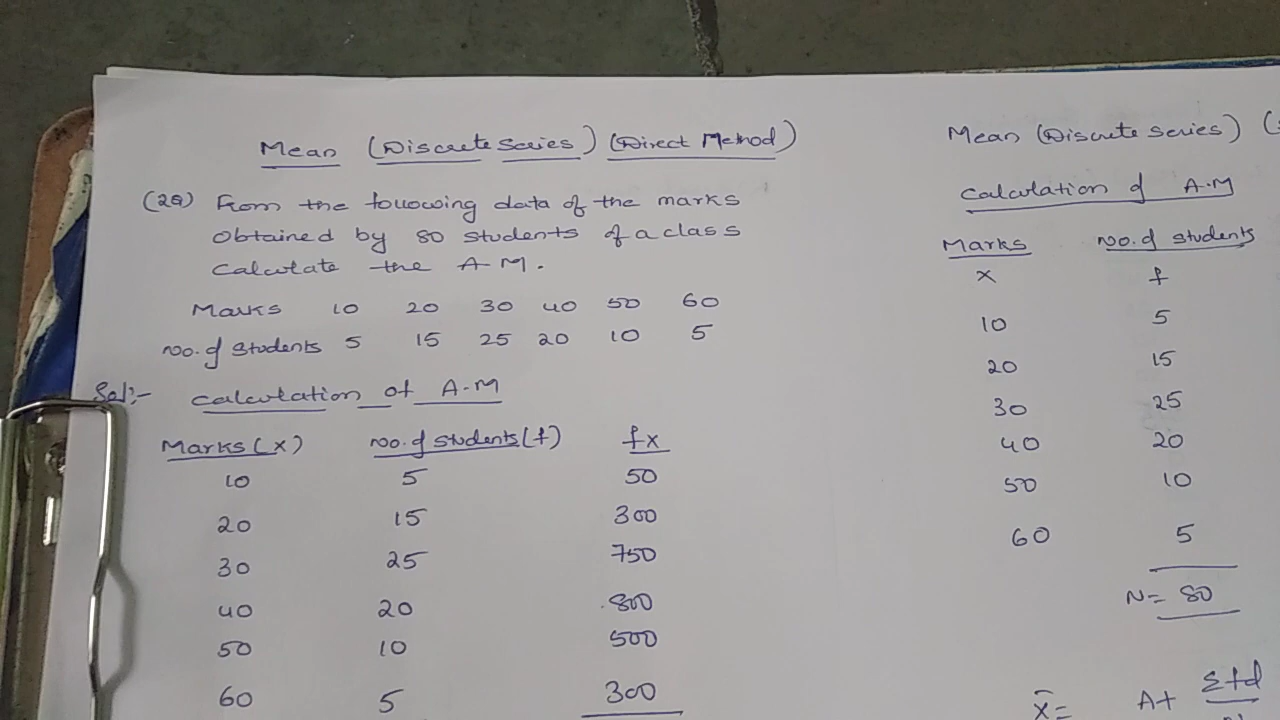 Mean (Discrete Series) (Direct Method)
(2Q) From the following data of the marks
obtained by 80 students of a class
Calculate the A.M.
Marks 10 20 30 40 50 60
No. of Students 5 15 25 20 10 5
Sol:- Calculation of A.M
Marks (X) No. of Students (f) fx
10 5 50
20 15 300
30 25 750
40 20 800
50 10 500
60 5 300
Mean (Discrete Series) (
Calculation of A.M
Marks No. of Students
X f
10 5
20 15
30 25
40 20
50 10
60 5
N= 80
X̄= A+ Σfd